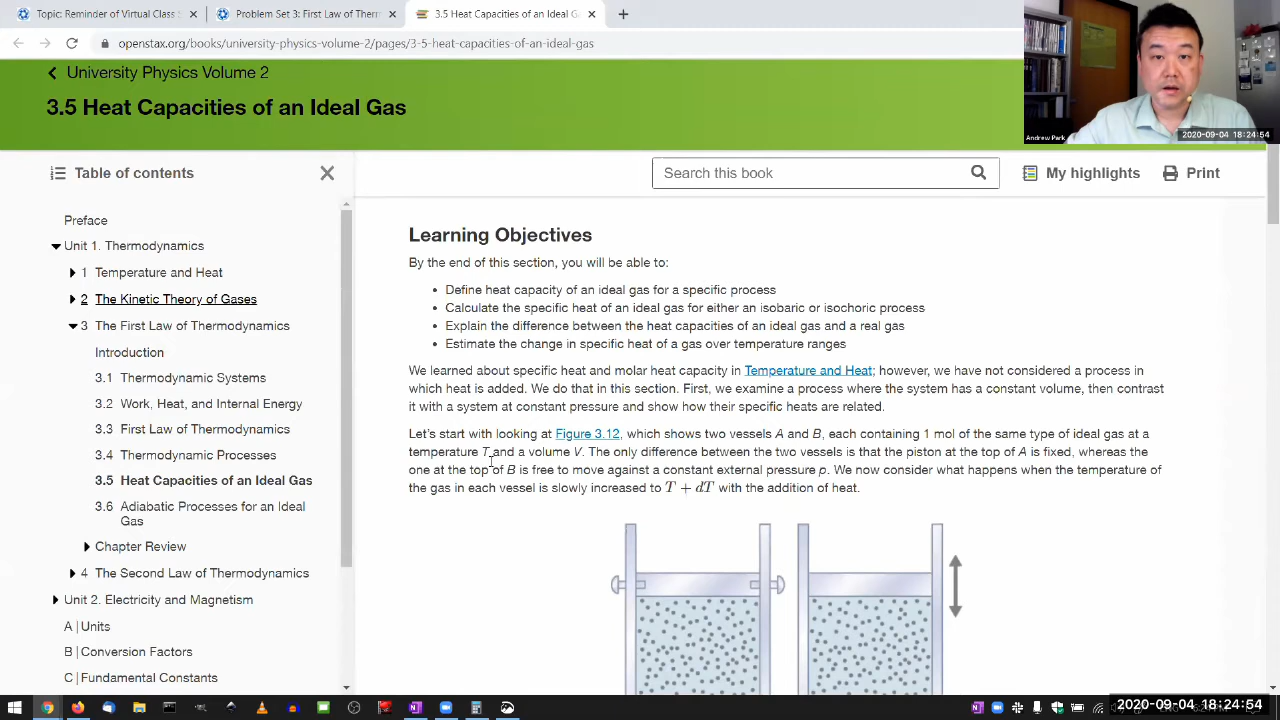 Topic: Reminder of Virtual Class
Problem Set 3: First Law of Therm
3.5 Heat Capacities of an Ideal G
openstax.org/books/university-physics-volume-2/pages/3-5-heat-capacities-of-an-ideal-gas
University Physics Volume 2
3.5 Heat Capacities of an Ideal Gas
Andrew Park
2020-09-04 18:24:54
Table of contents
Search this book
My highlights
Print
Preface
Unit 1. Thermodynamics
1 Temperature and Heat
2 The Kinetic Theory of Gases
3 The First Law of Thermodynamics
Introduction
3.1 Thermodynamic Systems
3.2 Work, Heat, and Internal Energy
3.3 First Law of Thermodynamics
3.4 Thermodynamic Processes
3.5 Heat Capacities of an Ideal Gas
3.6 Adiabatic Processes for an Ideal
Gas
Chapter Review
4 The Second Law of Thermodynamics
Unit 2. Electricity and Magnetism
A | Units
B | Conversion Factors
C | Fundamental Constants
Learning Objectives
By the end of this section, you will be able to:
• Define heat capacity of an ideal gas for a specific process
• Calculate the specific heat of an ideal gas for either an isobaric or isochoric process
• Explain the difference between the heat capacities of an ideal gas and a real gas
• Estimate the change in specific heat of a gas over temperature ranges
We learned about specific heat and molar heat capacity in Temperature and Heat; however, we have not considered a process in
which heat is added. We do that in this section. First, we examine a process where the system has a constant volume, then contrast
it with a system at constant pressure and show how their specific heats are related.
Let's start with looking at Figure 3.12, which shows two vessels A and B, each containing 1 mol of the same type of ideal gas at a
temperature T and a volume V. The only difference between the two vessels is that the piston at the top of A is fixed, whereas the
one at the top of B is free to move against a constant external pressure p. We now consider what happens when the temperature of
the gas in each vessel is slowly increased to T + dT with the addition of heat.
2020-09-04 18:24:54